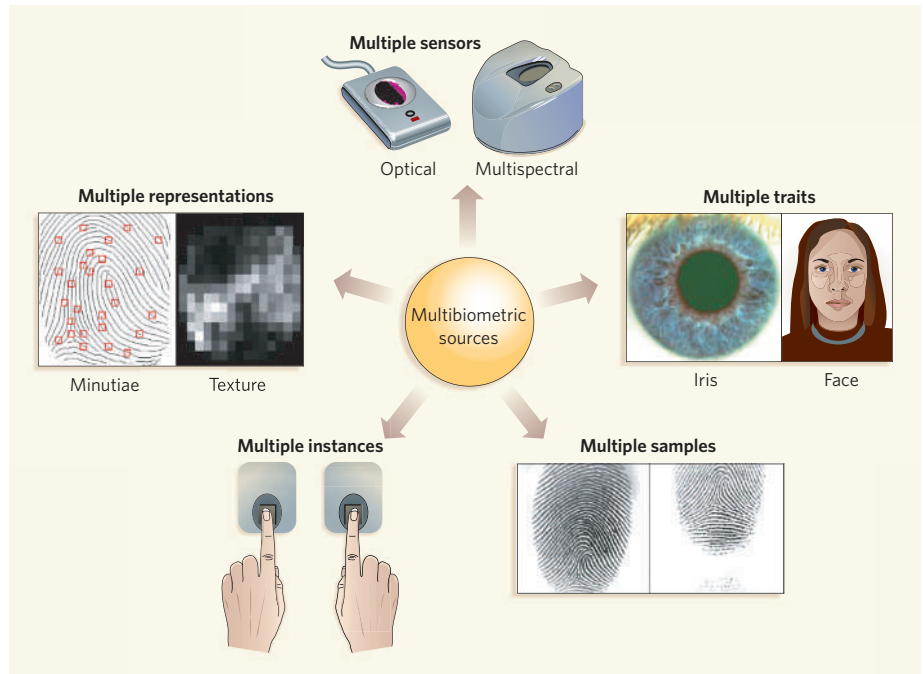 Multiple sensors
Optical
Multispectral
Multiple representations
Minutiae
Texture
Multiple traits
Iris
Face
Multibiometric
sources
Multiple instances
Multiple samples